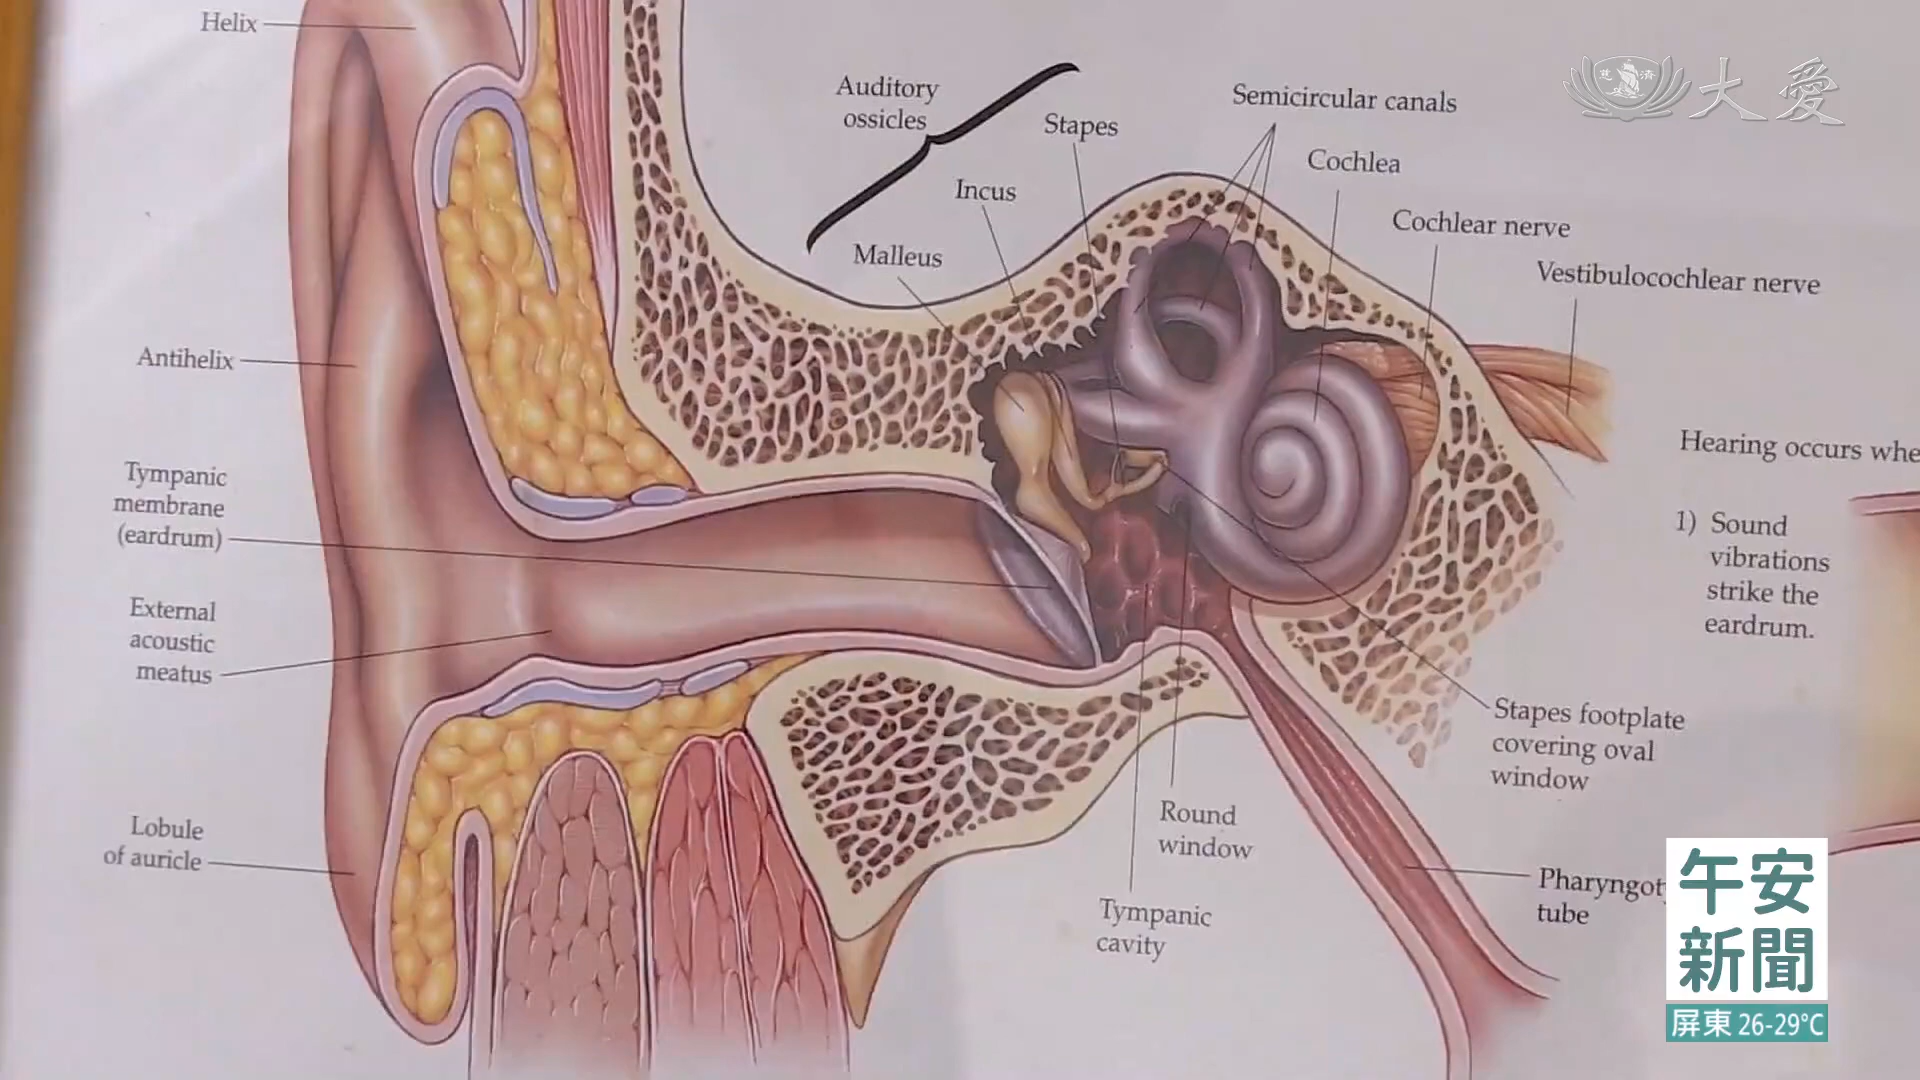 Helix
Auditory
ossicles
Stapes
Semicircular canals
Cochlea
Incus
Cochlear nerve
Malleus
Vestibulocochlear nerve
Antihelix
Tympanic
membrane
(eardrum)
External
acoustic
meatus
Lobule
of auricle
Hearing occurs whe
1) Sound
vibrations
strike the
eardrum.
Stapes footplate
covering oval
window
Round
window
Tympanic
cavity
Pharyngot
tube
慈濟
大愛
午安
新聞
屏東 26-29°C